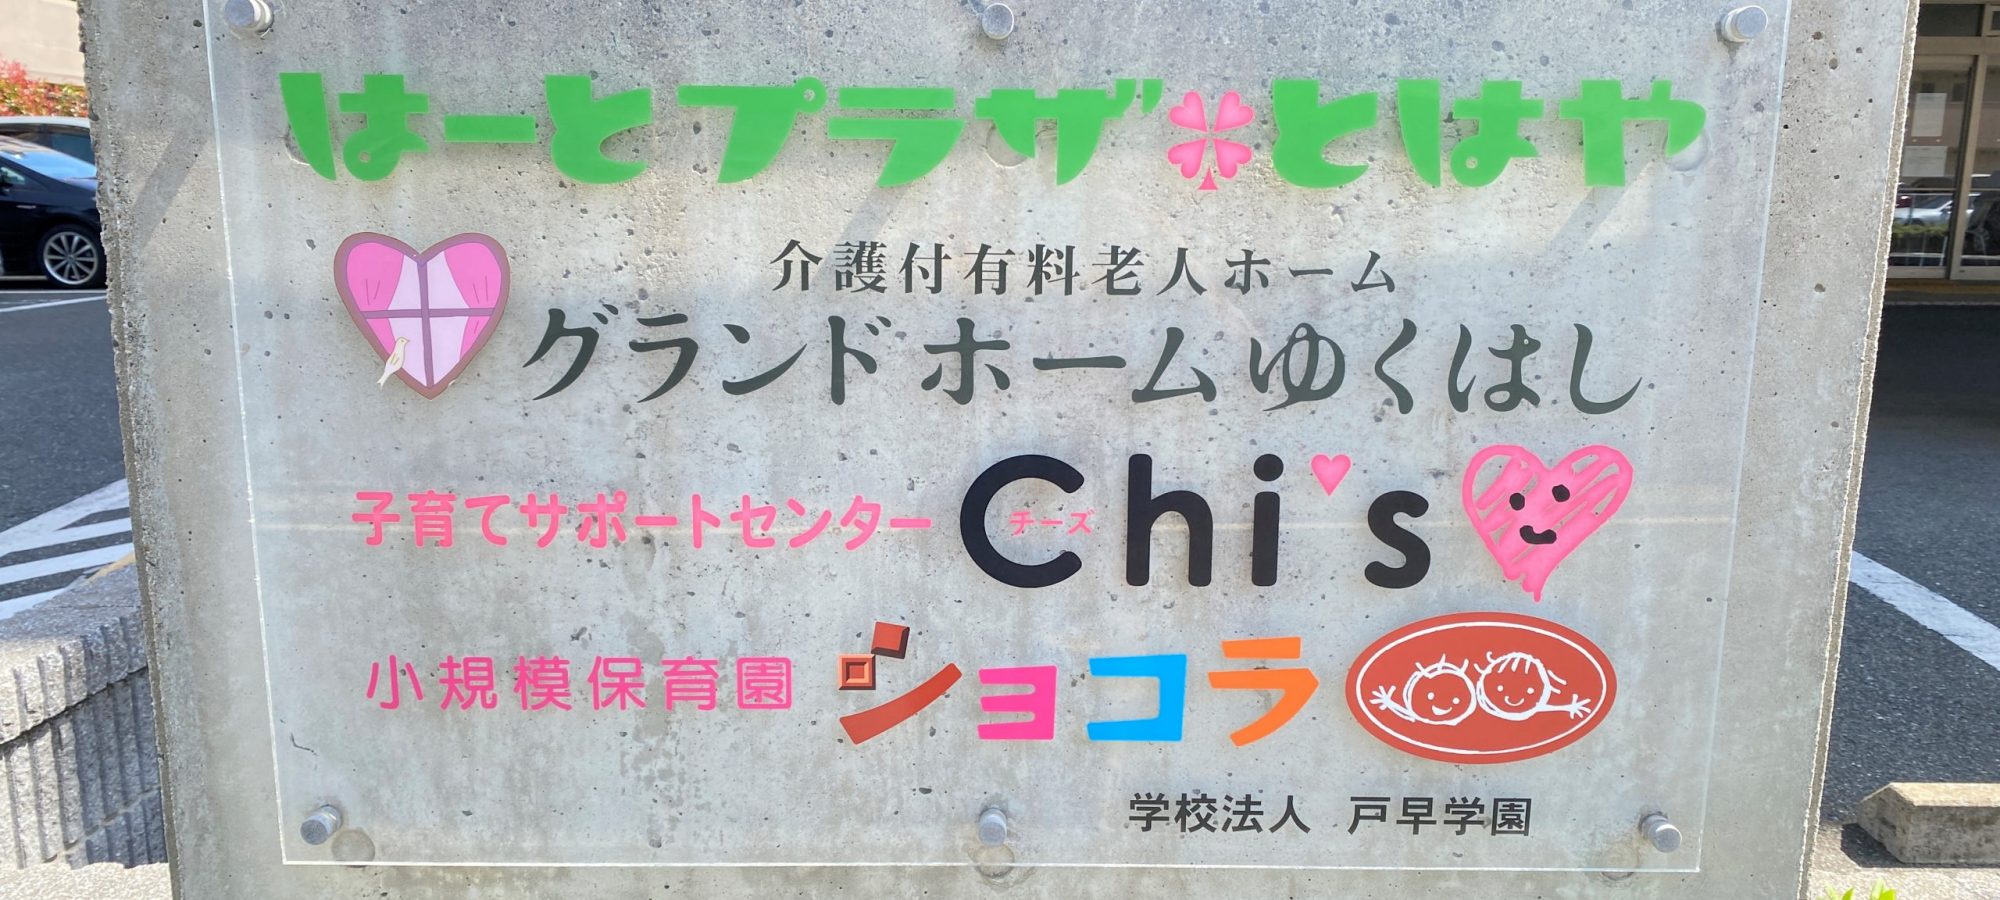 はーとプラザとはや
介護付有料老人ホーム
グランドホームゆくはし
子育てサポートセンター Chi's
チーズ
小規模保育園 ショコラ
学校法人 戸早学園